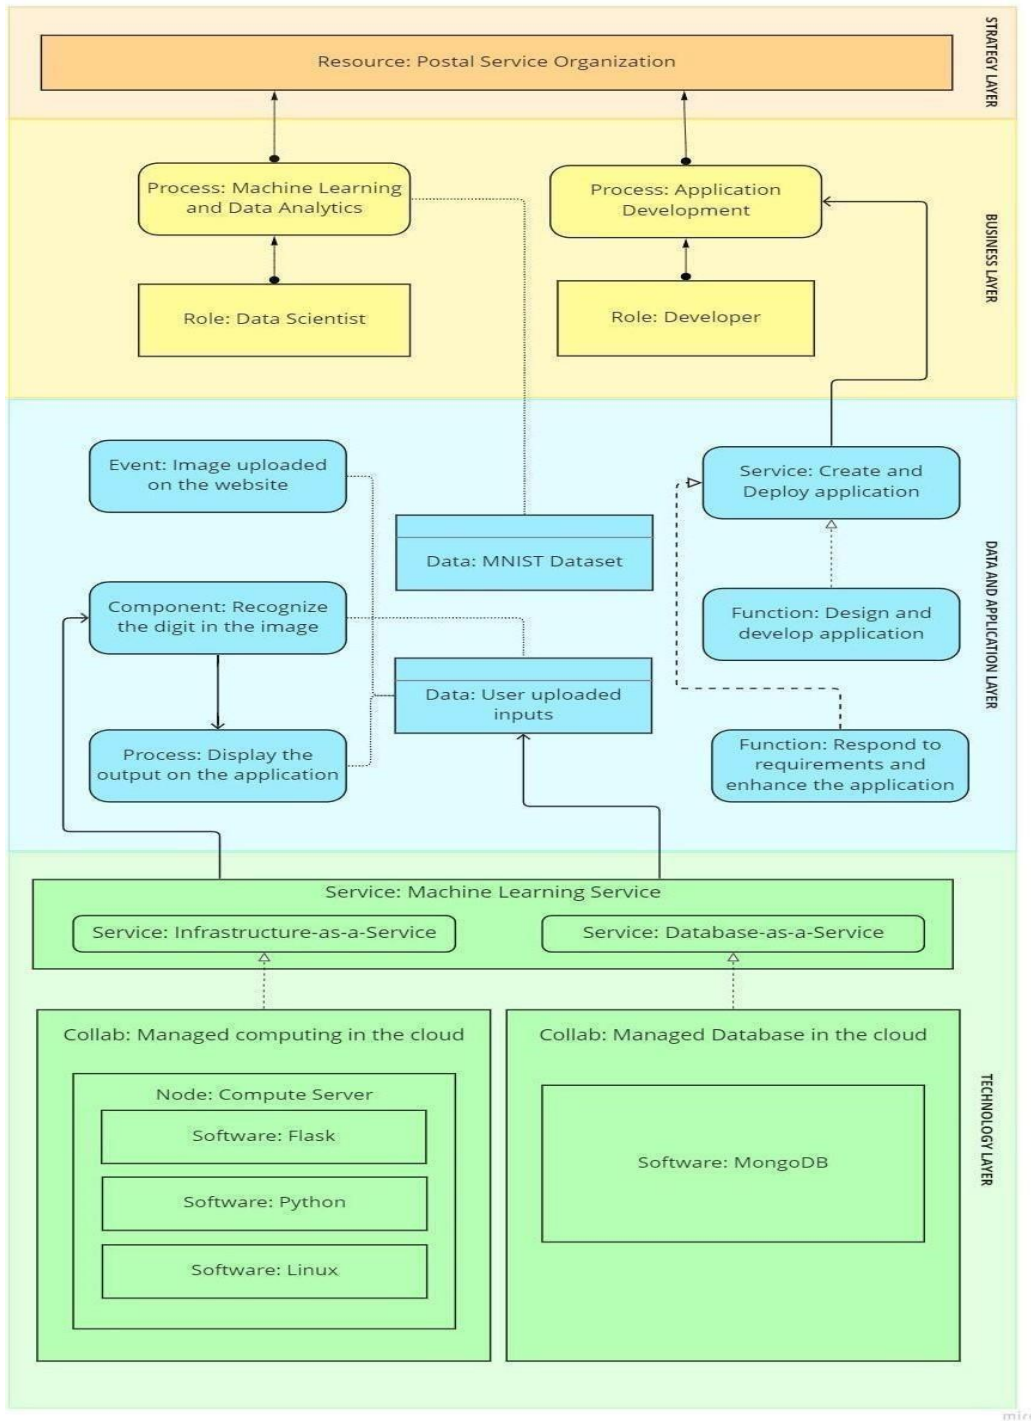 STRATEGY LAYER
Resource: Postal Service Organization
BUSINESS LAYER
Process: Machine Learning
and Data Analytics
Process: Application
Development
Role: Data Scientist
Role: Developer
DATA AND APPLICATION LAYER
Event: Image uploaded
on the website
Service: Create and
Deploy application
Data: MNIST Dataset
Component: Recognize
the digit in the image
Function: Design and
develop application
Data: User uploaded
inputs
Process: Display the
output on the application
Function: Respond to
requirements and
enhance the application
TECHNOLOGY LAYER
Service: Machine Learning Service
Service: Infrastructure-as-a-Service
Service: Database-as-a-Service
Collab: Managed computing in the cloud
Node: Compute Server
Software: Flask
Software: Python
Software: Linux
Collab: Managed Database in the cloud
Software: MongoDB